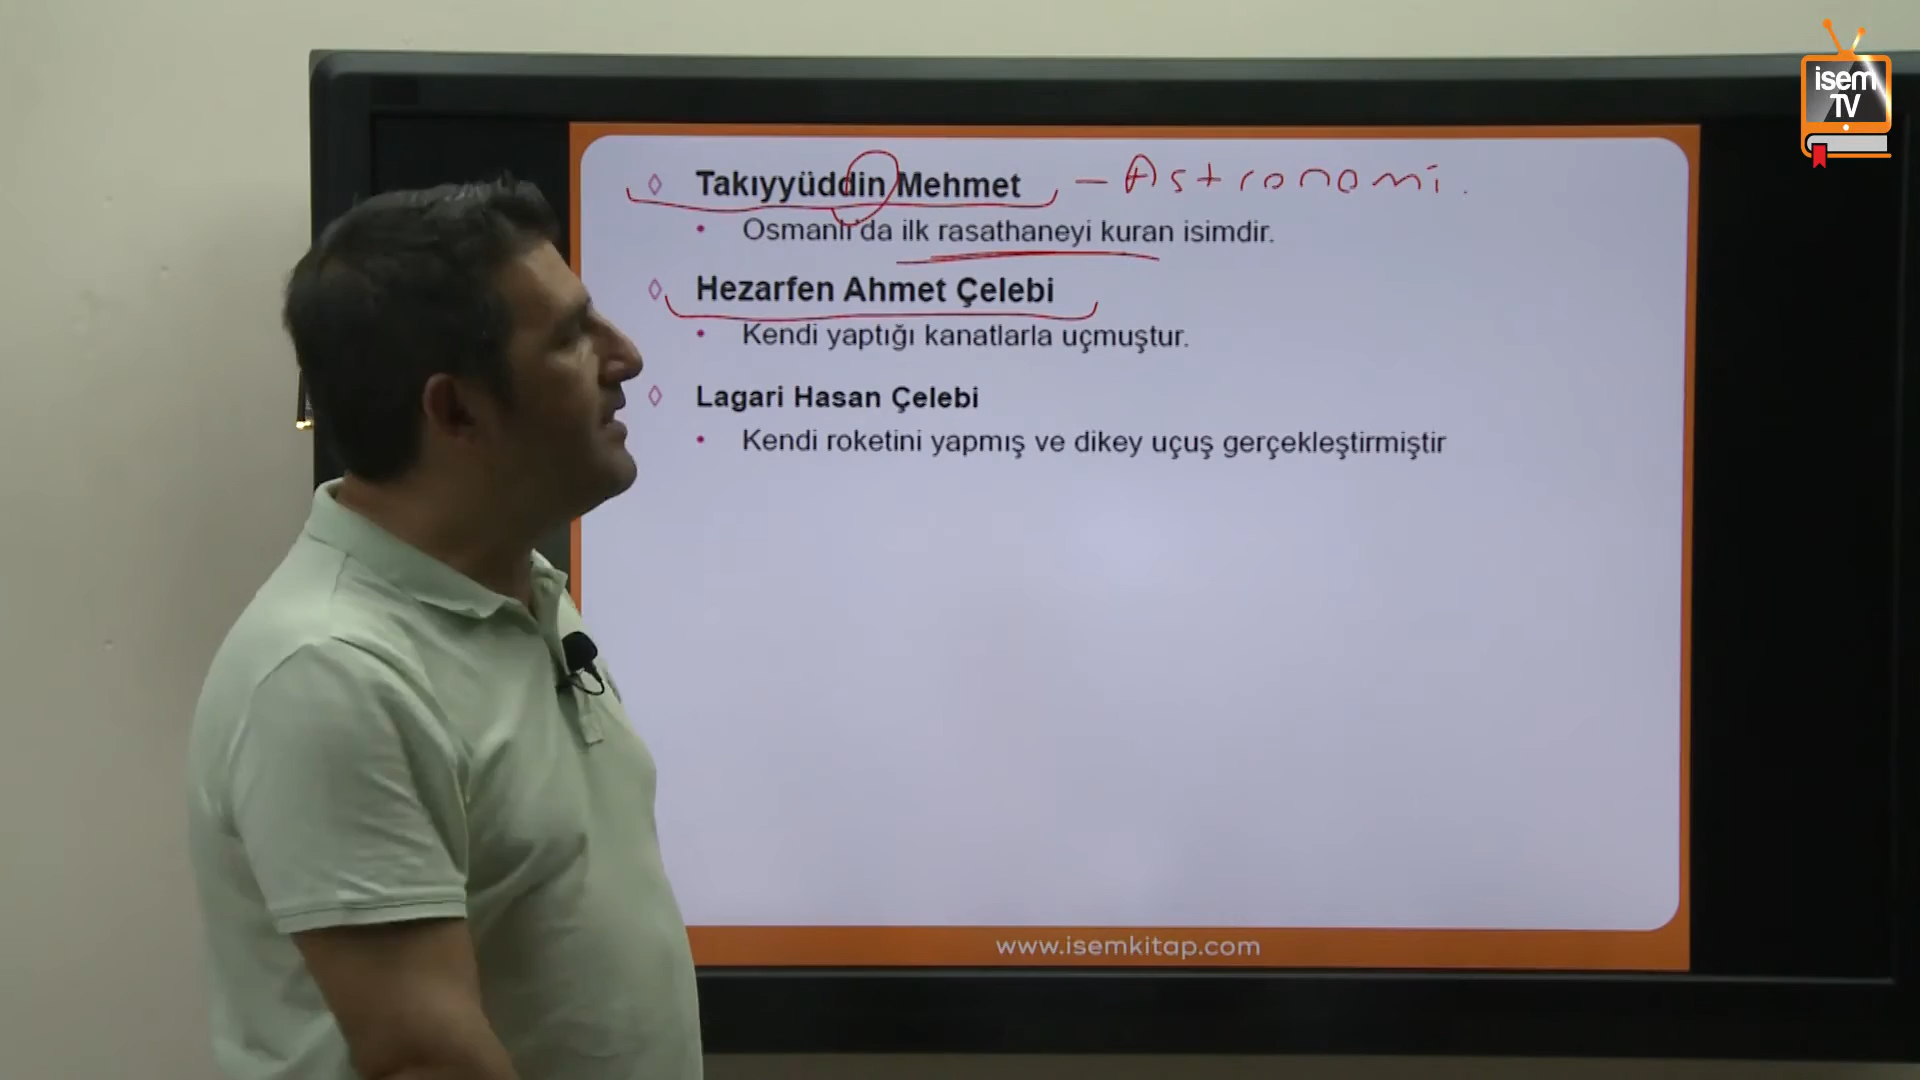 isem
TV
Takıyyüddin Mehmet - Astronomi.
Osmanlı'da ilk rasathaneyi kuran isimdir.
Hezarfen Ahmet Çelebi
Kendi yaptığı kanatlarla uçmuştur.
Lagari Hasan Çelebi
Kendi roketini yapmış ve dikey uçuş gerçekleştirmiştir
www.isemkitap.com